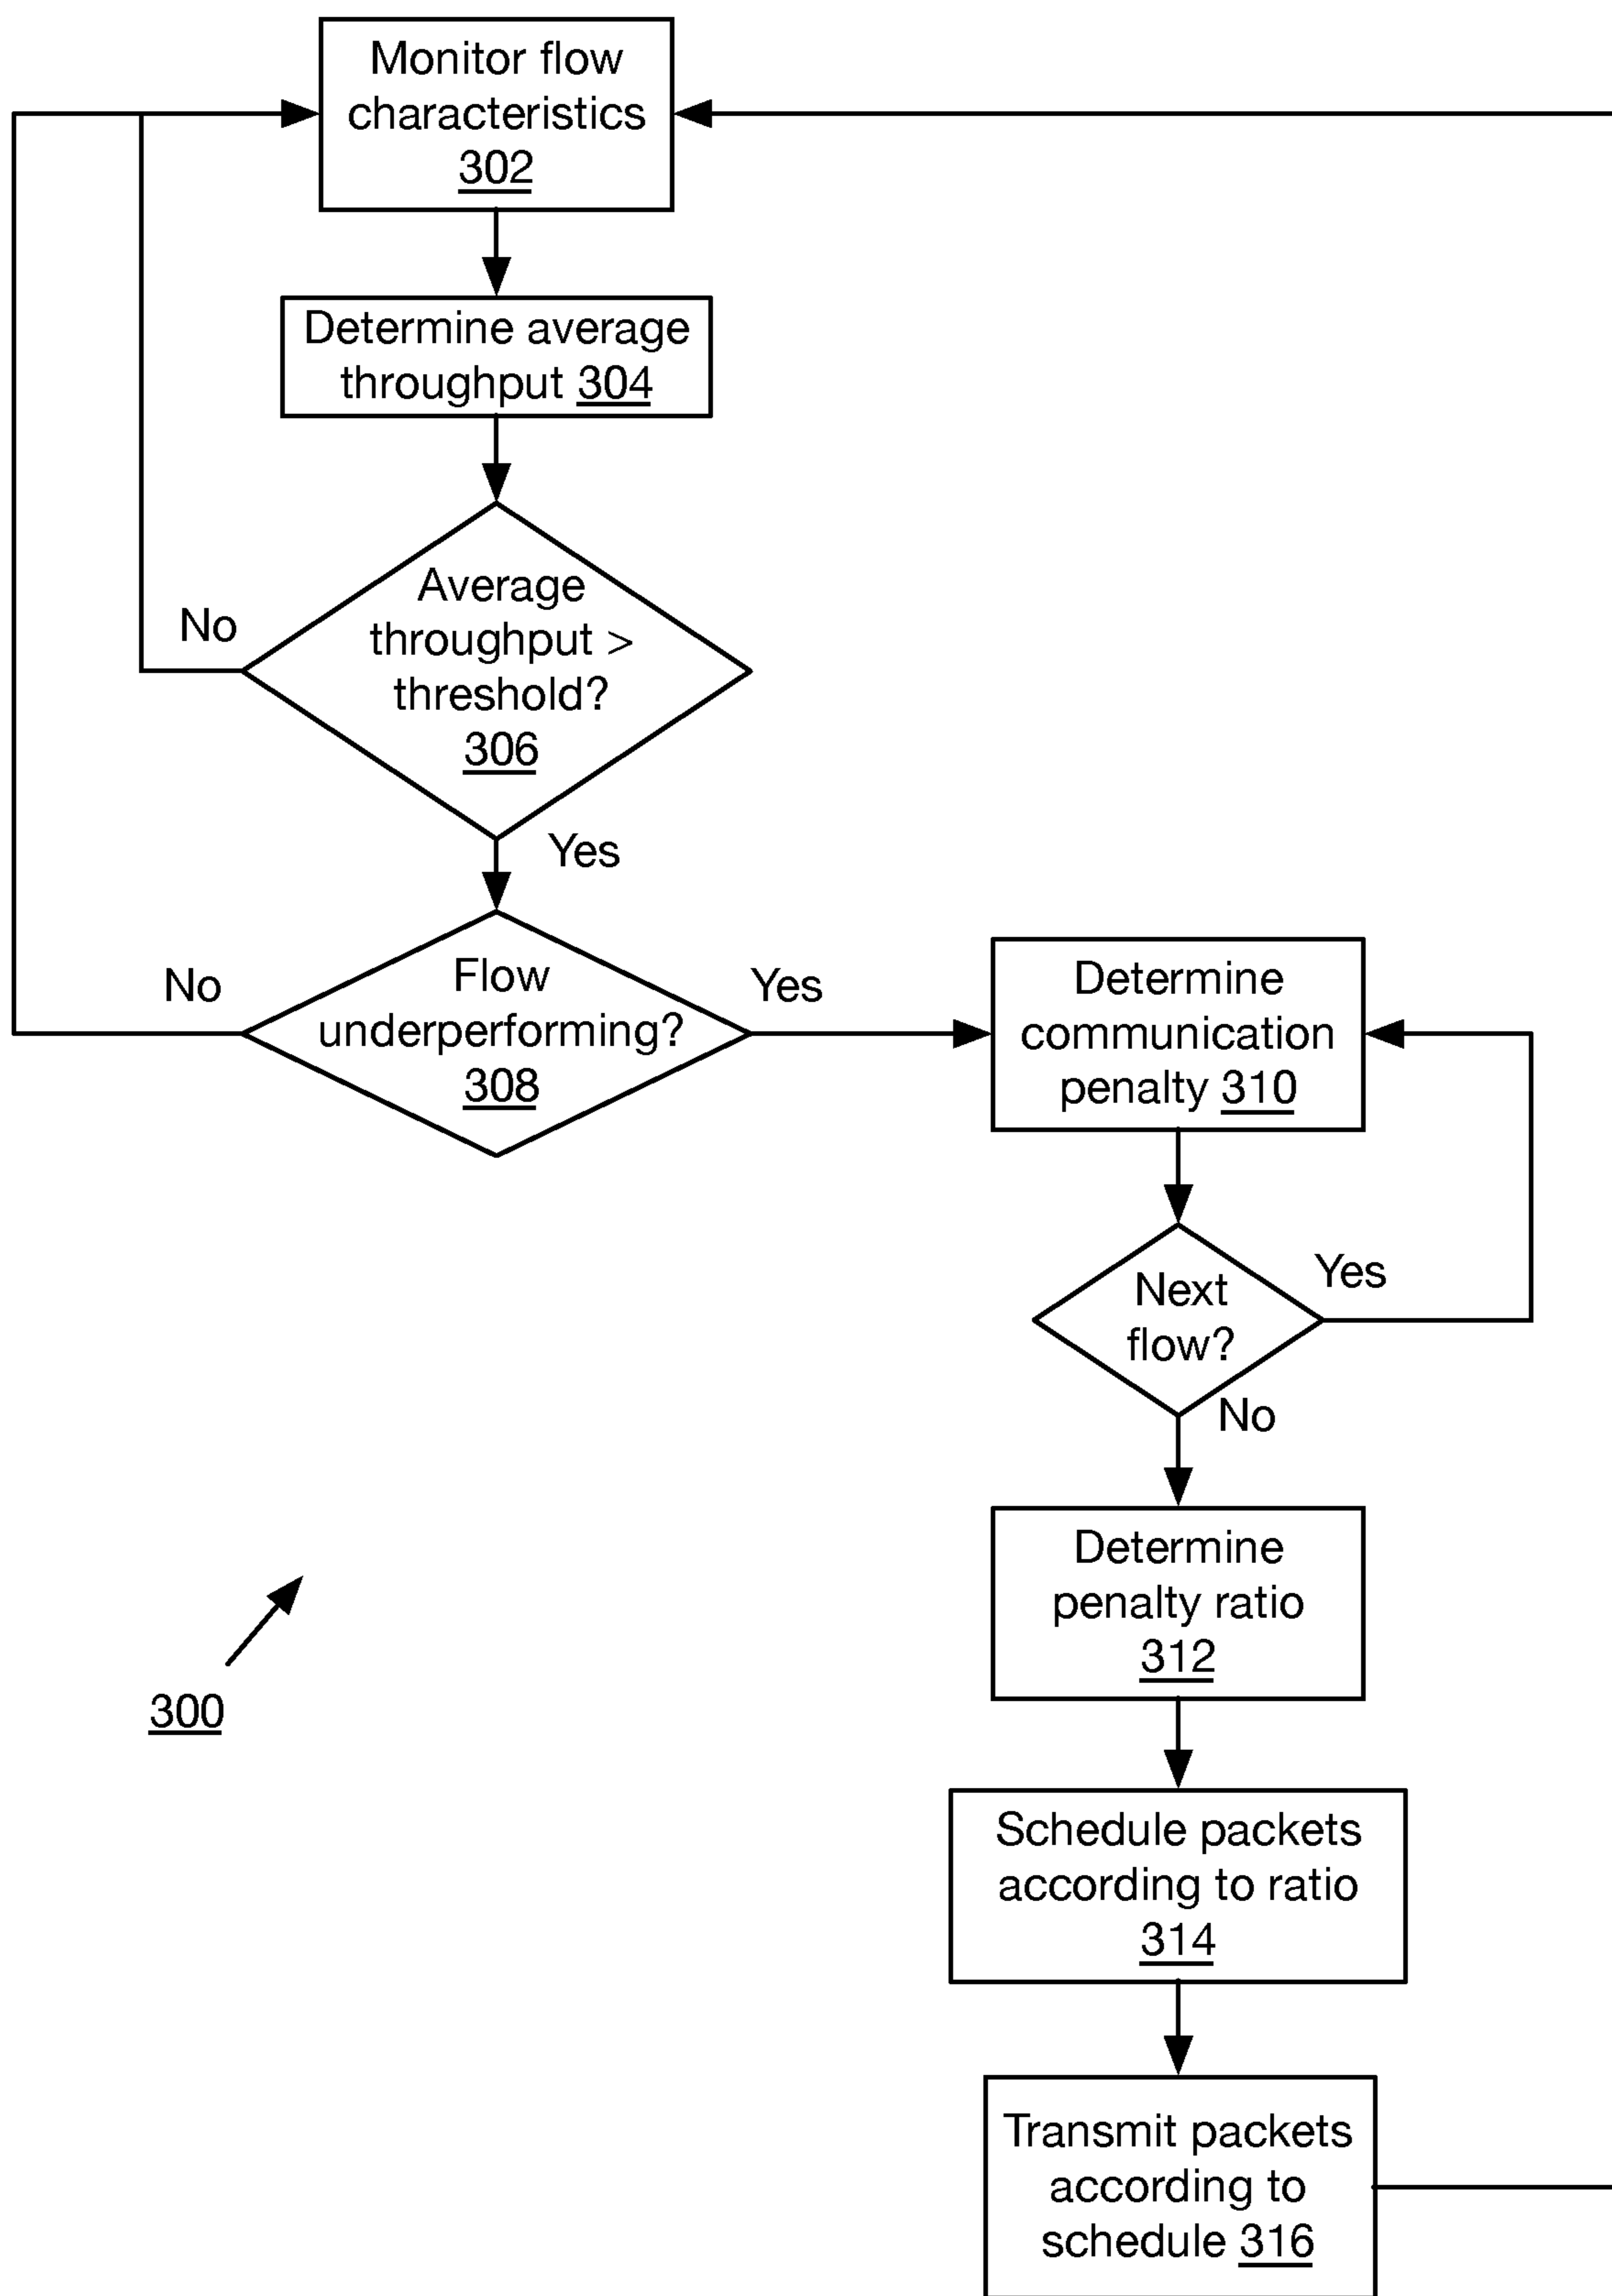 Monitor flow
characteristics
302
Determine average
throughput 304
Average
throughput >
threshold?
306
No
Yes
Flow
underperforming?
308
No
Yes
Determine
communication
penalty 310
Next
flow?
Yes
No
Determine
penalty ratio
312
300
Schedule packets
according to ratio
314
Transmit packets
according to
schedule 316